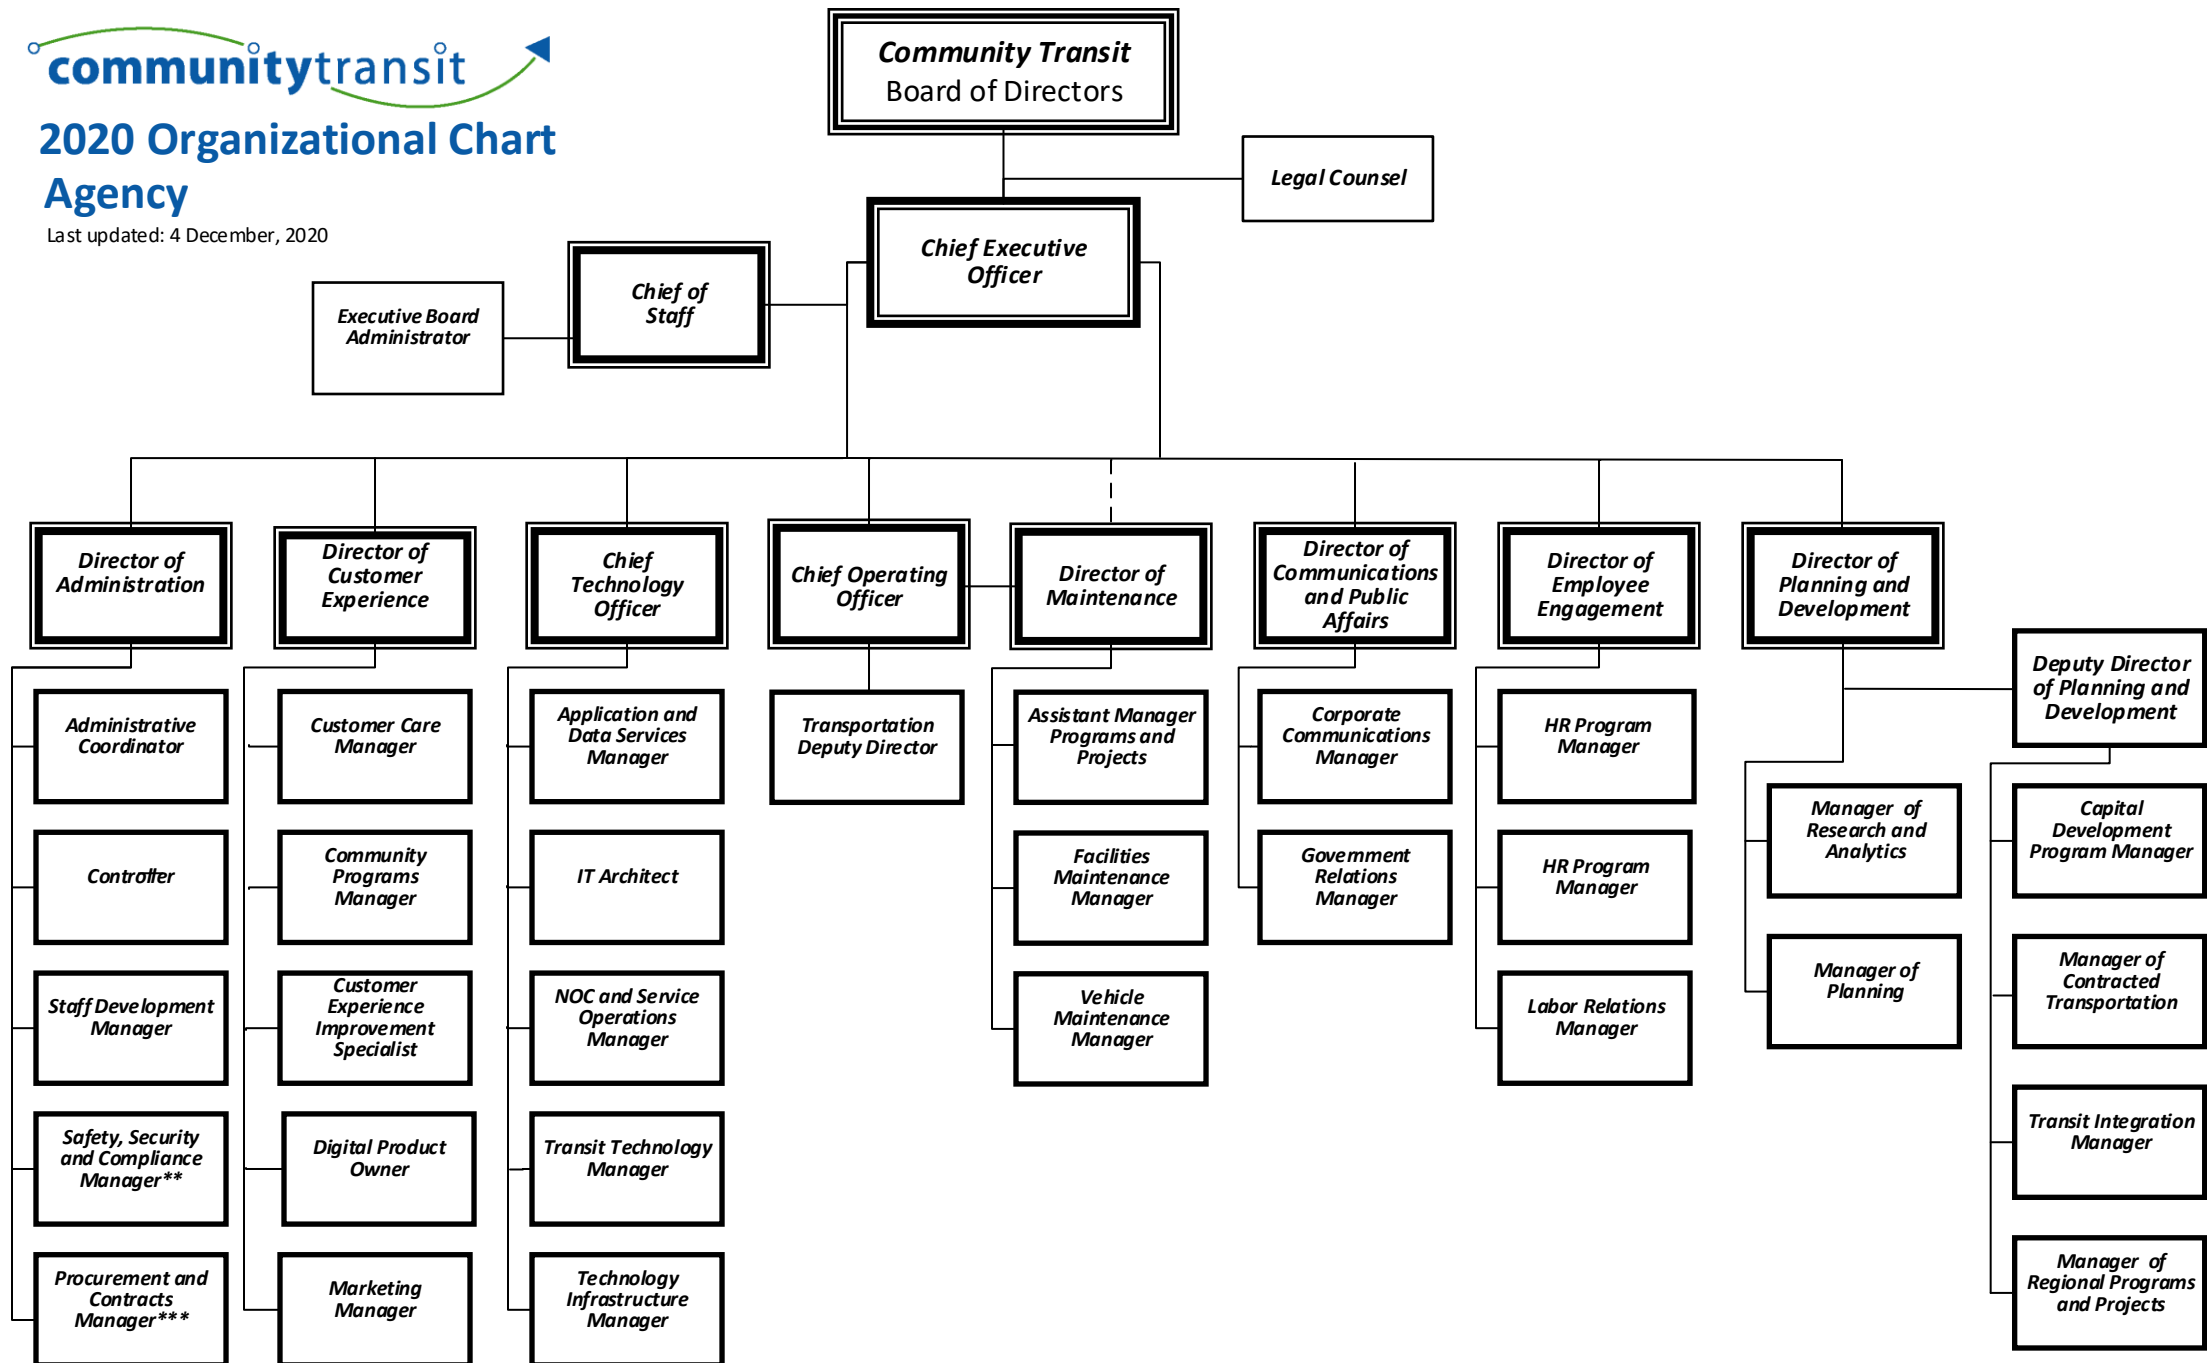 communitytransit
2020 Organizational Chart
Agency
Last updated: 4 December, 2020
Community Transit
Board of Directors
Legal Counsel
Chief Executive
Officer
Chief of
Staff
Executive Board
Administrator
Director of
Administration
Director of
Customer
Experience
Chief
Technology
Officer
Chief Operating
Officer
Director of
Maintenance
Director of
Communications
and Public
Affairs
Director of
Employee
Engagement
Director of
Planning and
Development
Deputy Director
of Planning and
Development
Administrative
Coordinator
Controller
Staff Development
Manager
Safety, Security
and Compliance
Manager**
Procurement and
Contracts
Manager***
Customer Care
Manager
Community
Programs
Manager
Customer
Experience
Improvement
Specialist
Digital Product
Owner
Marketing
Manager
Application and
Data Services
Manager
IT Architect
NOC and Service
Operations
Manager
Transit Technology
Manager
Technology
Infrastructure
Manager
Transportation
Deputy Director
Assistant Manager
Programs and
Projects
Facilities
Maintenance
Manager
Vehicle
Maintenance
Manager
Corporate
Communications
Manager
Government
Relations
Manager
HR Program
Manager
HR Program
Manager
Labor Relations
Manager
Manager of
Research and
Analytics
Manager of
Planning
Capital
Development
Program Manager
Manager of
Contracted
Transportation
Transit Integration
Manager
Manager of
Regional Programs
and Projects